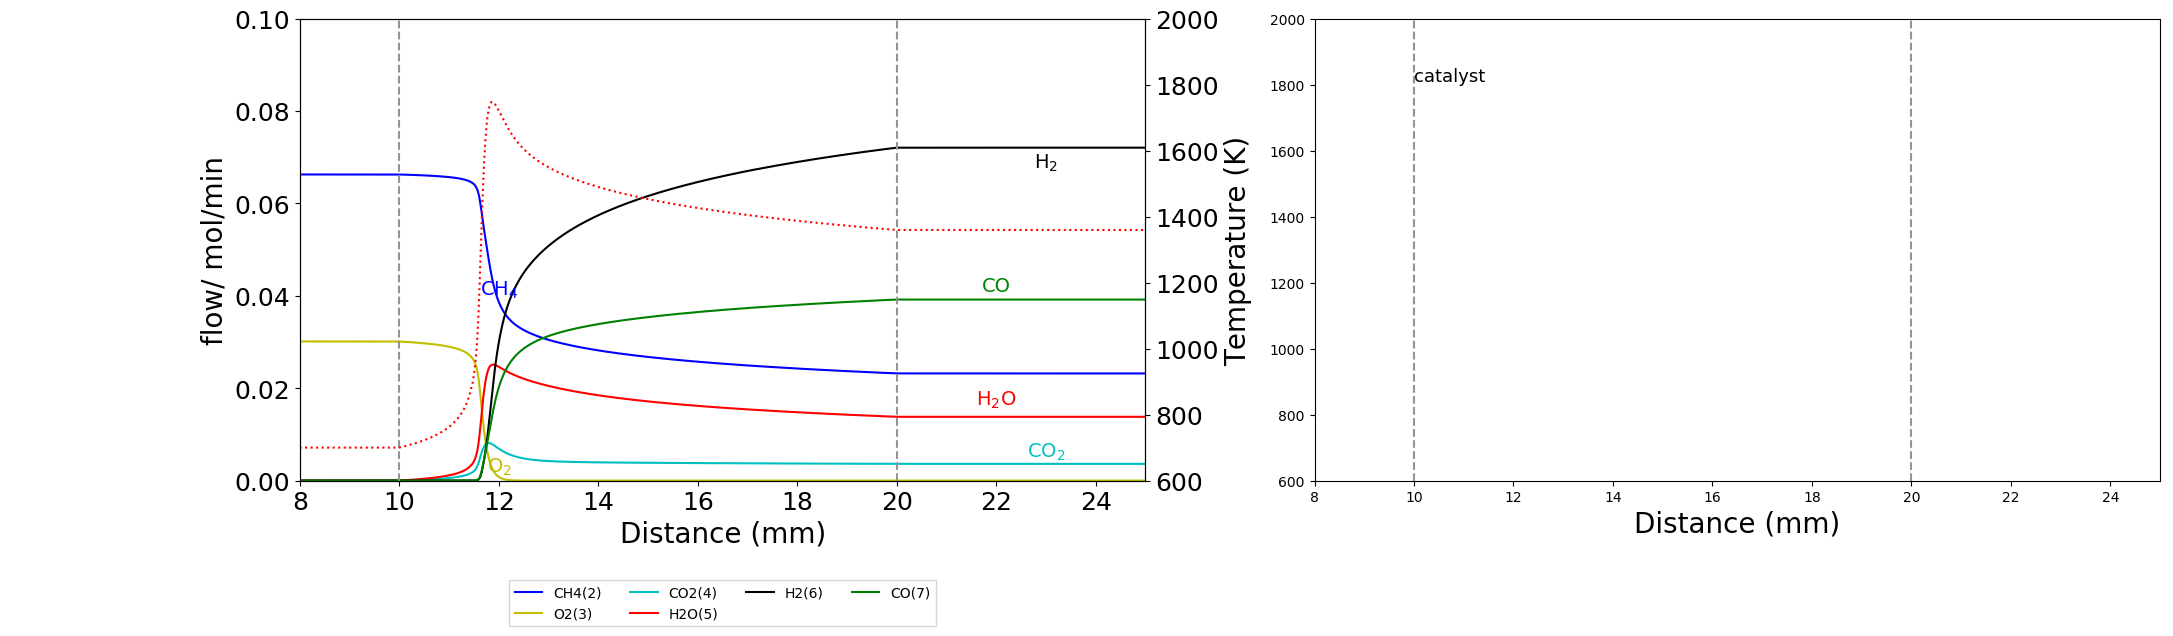 0.10
0.08
0.06
0.04
0.02
0.00
flow/ mol/min
8 10 12 14 16 18 20 22 24
Distance (mm)
2000
1800
1600
1400
1200
1000
800
600
Temperature (K)
H₂
CO
CH₄
H₂O
CO₂
O₂
CH4(2) CO2(4) H2(6) CO(7)
O2(3) H2O(5)
2000
1800
1600
1400
1200
1000
800
600
catalyst
8 10 12 14 16 18 20 22 24
Distance (mm)